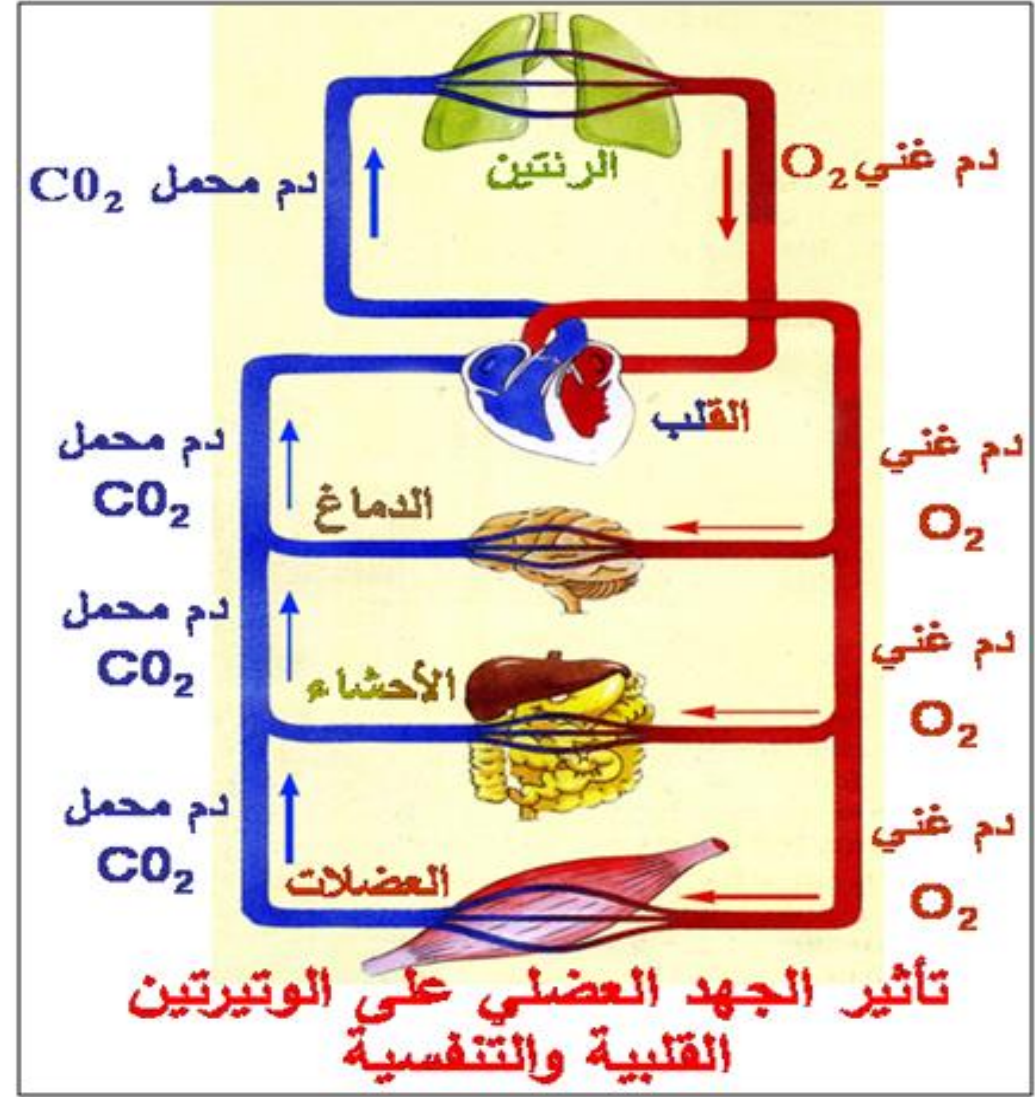 الرئتين
دم غني O₂
دم محمل C0₂
القلب
دم غني
O₂
الدماغ
دم محمل
C0₂
دم غني
O₂
الأحشاء
دم محمل
C0₂
دم غني
O₂
العضلات
دم محمل
C0₂
تأثير الجهد العضلي على الوتيرتين
القلبية والتنفسية